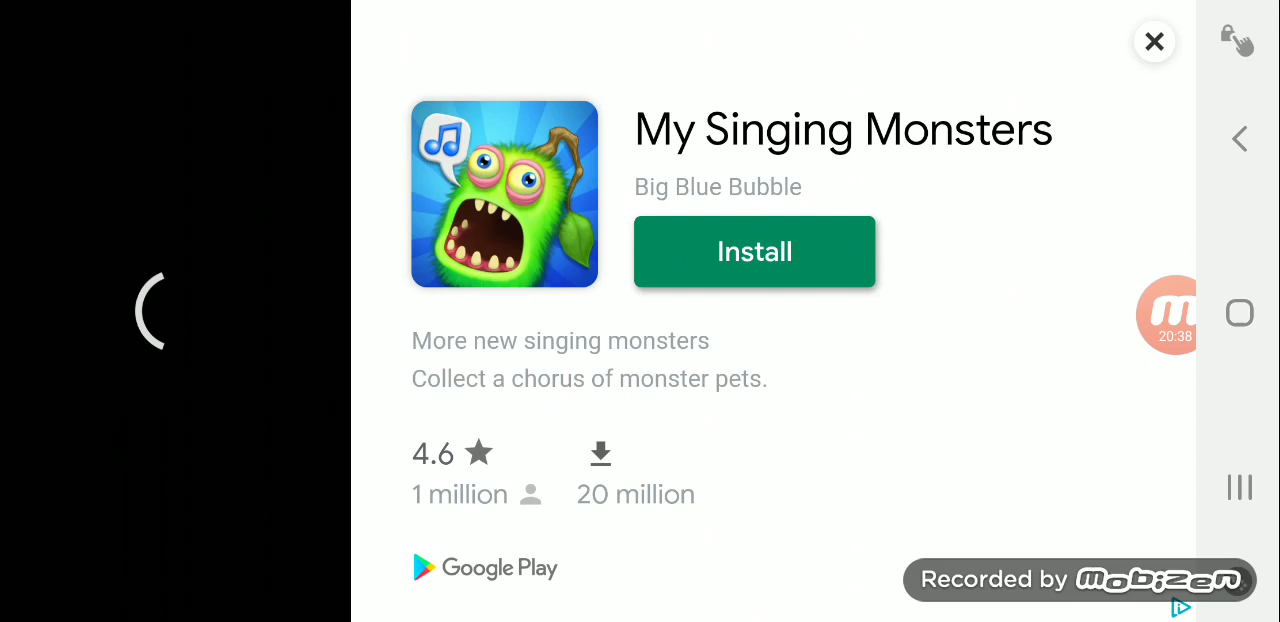 My Singing Monsters
Big Blue Bubble
Install
More new singing monsters
Collect a chorus of monster pets.
4.6
1 million
20 million
Google Play
m
20:38
Recorded by mobizen